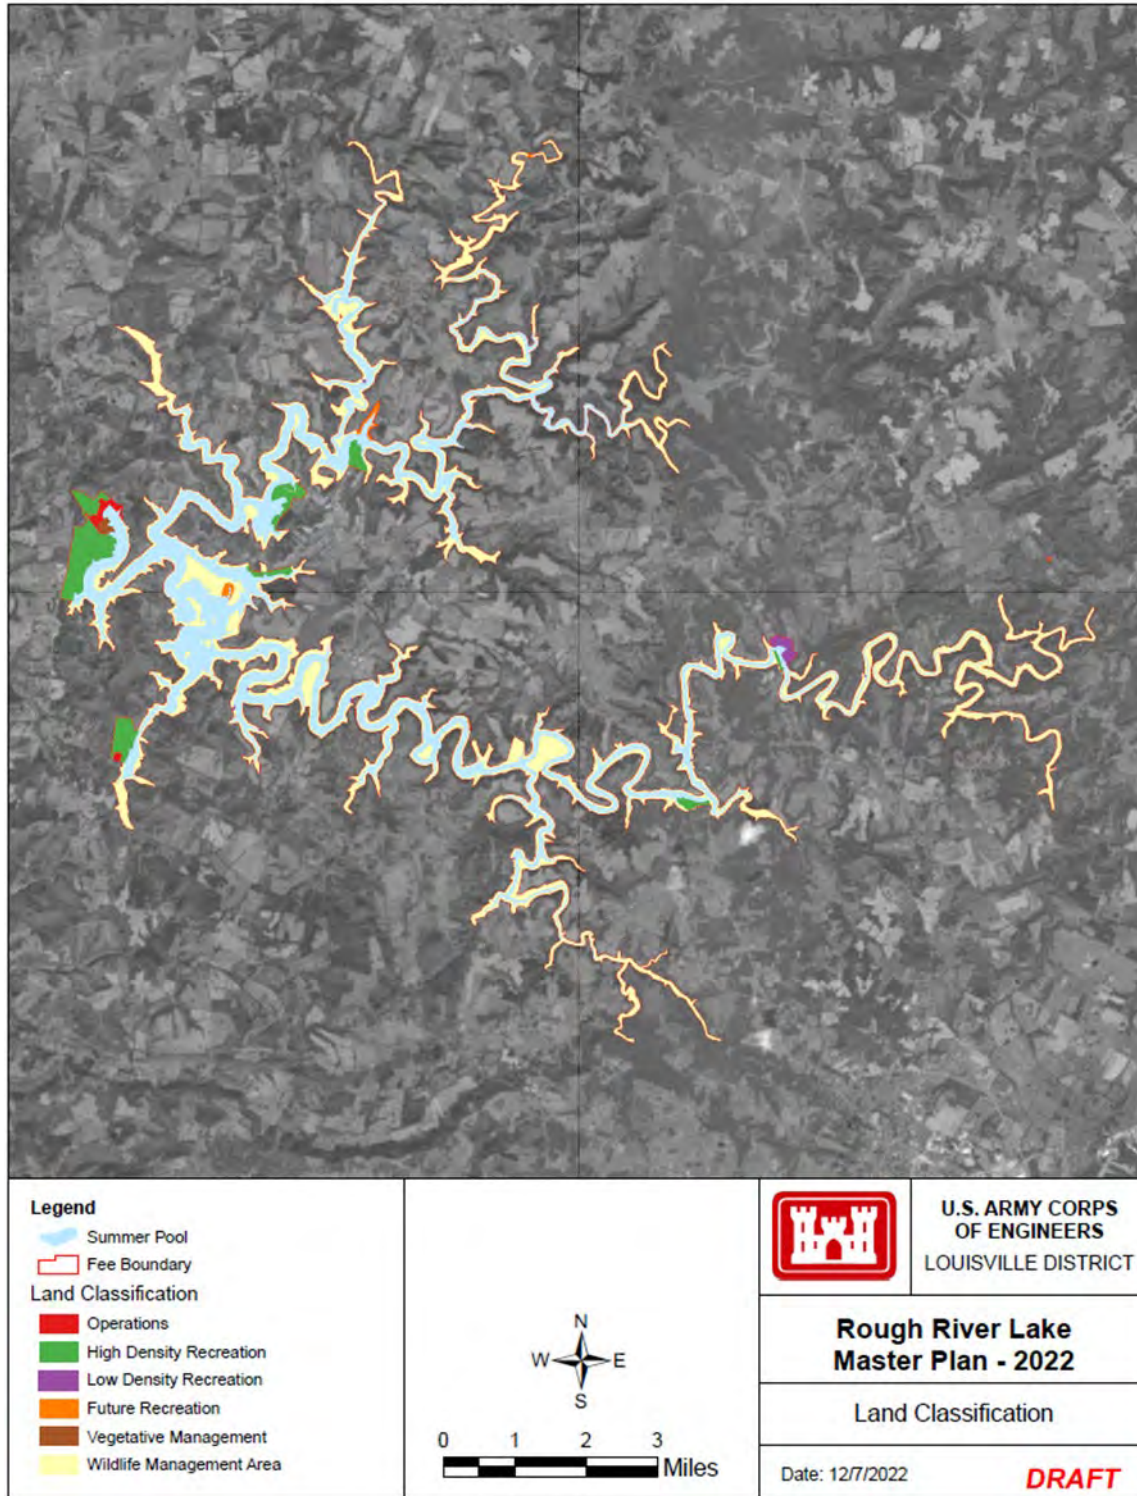 Legend
Summer Pool
Fee Boundary
Land Classification
Operations
High Density Recreation
Low Density Recreation
Future Recreation
Vegetative Management
Wildlife Management Area
N
W E
S
0 1 2 3
Miles
U.S. ARMY CORPS
OF ENGINEERS
LOUISVILLE DISTRICT
Rough River Lake
Master Plan - 2022
Land Classification
Date: 12/7/2022
DRAFT